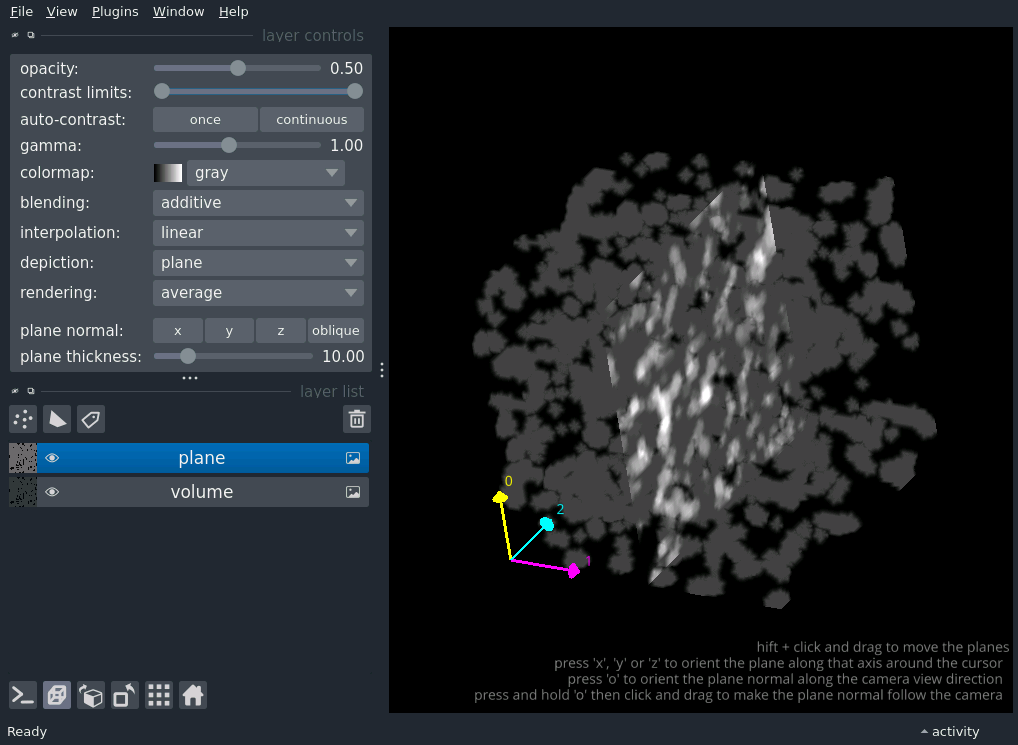 File View Plugins Window Help
layer controls
opacity: 0.50
contrast limits:
auto-contrast: once continuous
gamma: 1.00
colormap: gray
blending: additive
interpolation: linear
depiction: plane
rendering: average
plane normal: x y z oblique
plane thickness: 10.00
layer list
plane
volume
0
2
1
hift + click and drag to move the planes
press 'x', 'y' or 'z' to orient the plane along that axis around the cursor
press 'o' to orient the plane normal along the camera view direction
press and hold 'o' then click and drag to make the plane normal follow the camera
Ready
activity